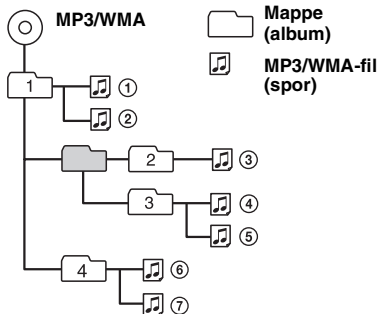 MP3/WMA
Mappe
(album)
MP3/WMA-fil
(spor)
1
①
②
2
③
3
④
⑤
4
⑥
⑦